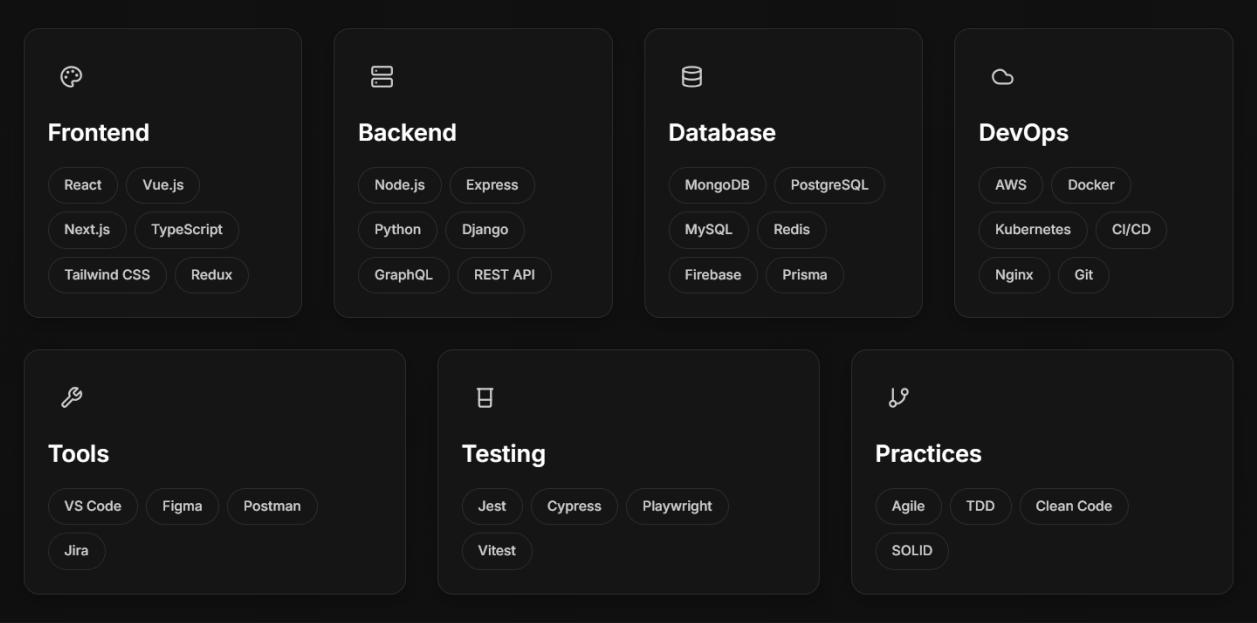 Frontend
React Vue.js
Next.js TypeScript
Tailwind CSS Redux
Backend
Node.js Express
Python Django
GraphQL REST API
Database
MongoDB PostgreSQL
MySQL Redis
Firebase Prisma
DevOps
AWS Docker
Kubernetes CI/CD
Nginx Git
Tools
VS Code Figma Postman
Jira
Testing
Jest Cypress Playwright
Vitest
Practices
Agile TDD Clean Code
SOLID